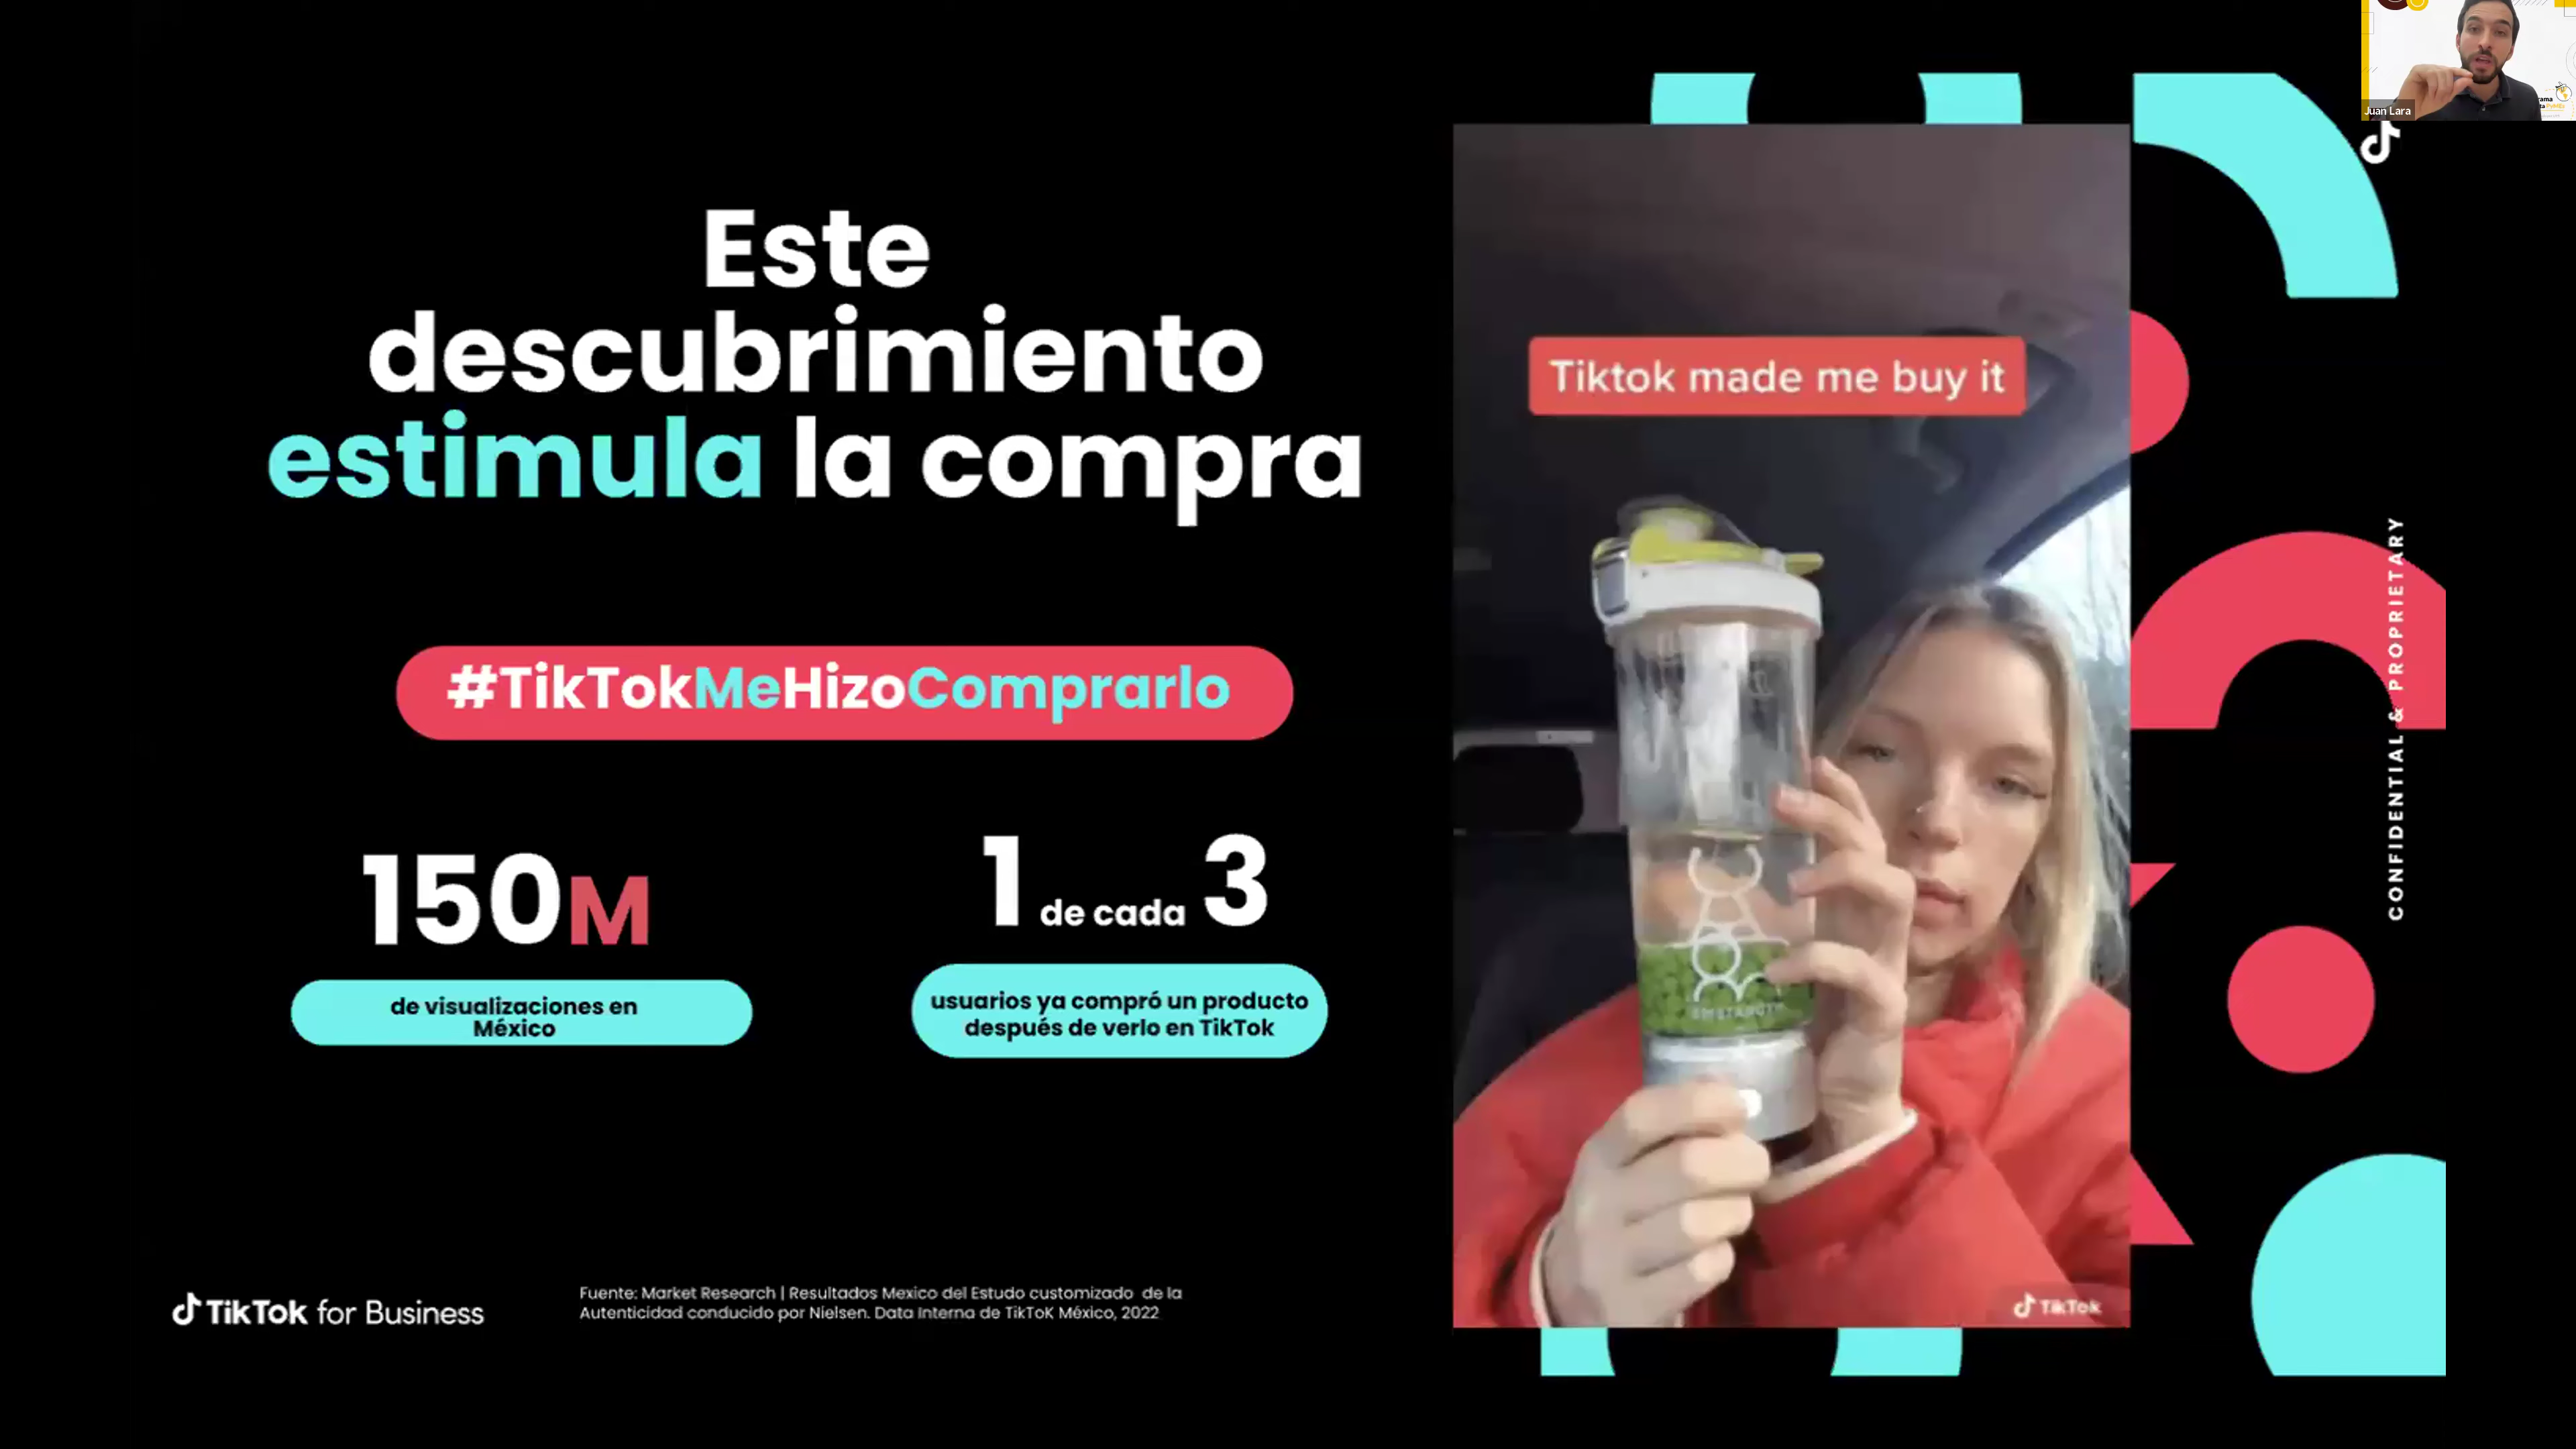 Este
descubrimiento
estimula la compra
#TikTokMeHizoComprarlo
150M
de visualizaciones en
México
1 de cada 3
usuarios ya compró un producto
después de verlo en TikTok
TikTok for Business
Fuente: Market Research | Resultados Mexico del Estudio customizado de la
Autenticidad conducido por Nielsen. Data Interna de TikToK México, 2022
Tiktok made me buy it
TikTok
CONFIDENTIAL & PROPRIETARY
Juan Lara